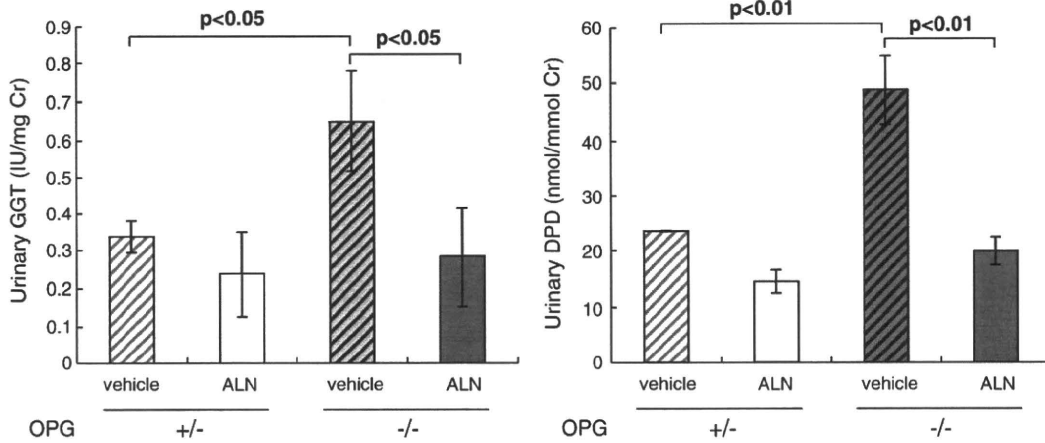 p<0.05
p<0.05
Urinary GGT (IU/mg Cr)
0.9
0.8
0.7
0.6
0.5
0.4
0.3
0.2
0.1
0
vehicle ALN vehicle ALN
OPG +/- -/-
p<0.01
p<0.01
Urinary DPD (nmol/mmol Cr)
60
50
40
30
20
10
0
vehicle ALN vehicle ALN
OPG +/- -/-